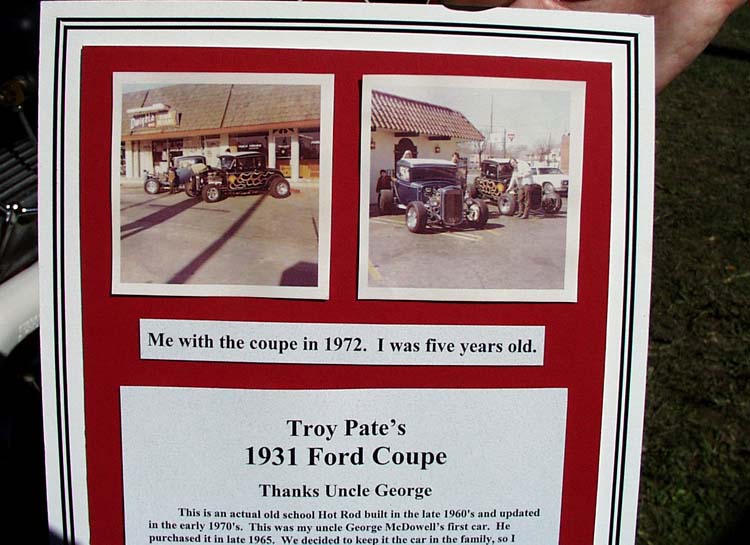 Me with the coupe in 1972.  I was five years old.
Troy Pate's
1931 Ford Coupe
Thanks Uncle George
This is an actual old school Hot Rod built in the late 1960's and updated
in the early 1970's.  This was my uncle George McDowell's first car.  He
purchased it in late 1965.  We decided to keep it the car in the family, so I